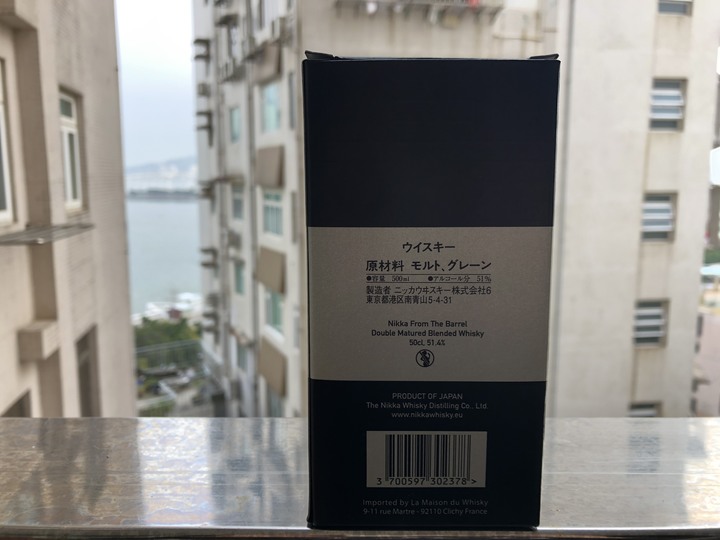 ウイスキー
原材料 モルト、グレーン
●容量 500ml ●アルコール分 51%
製造者 ニッカウヰスキー株式会社6
東京都港区南青山5-4-31
Nikka From The Barrel
Double Matured Blended Whisky
50cl. 51.4%
PRODUCT OF JAPAN
The Nikka Whisky Distilling Co., Ltd
www.nikkawhisky.eu
3 700597 302378 >
Imported by La Maison du Whisky
9-11 rue Martre - 92110 Clichy France